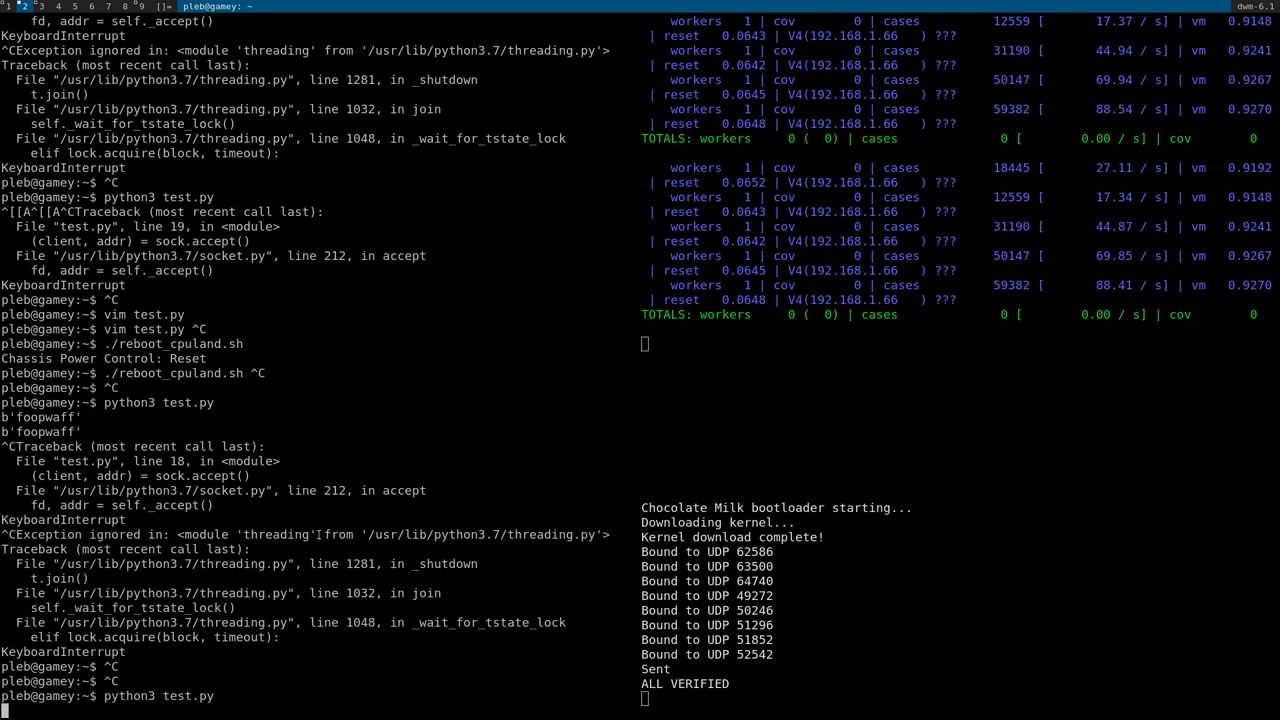 1 2 3 4 5 6 7 8 9 []= pleb@gamey: ~ dwm-6.1
fd, addr = self._accept()
KeyboardInterrupt
^CException ignored in: <module 'threading' from '/usr/lib/python3.7/threading.py'>
Traceback (most recent call last):
File "/usr/lib/python3.7/threading.py", line 1281, in _shutdown
t.join()
File "/usr/lib/python3.7/threading.py", line 1032, in join
self._wait_for_tstate_lock()
File "/usr/lib/python3.7/threading.py", line 1048, in _wait_for_tstate_lock
elif lock.acquire(block, timeout):
KeyboardInterrupt
pleb@gamey:~$ ^C
pleb@gamey:~$ python3 test.py
^[[A^[[A^CTraceback (most recent call last):
File "test.py", line 19, in <module>
(client, addr) = sock.accept()
File "/usr/lib/python3.7/socket.py", line 212, in accept
fd, addr = self._accept()
KeyboardInterrupt
pleb@gamey:~$ ^C
pleb@gamey:~$ vim test.py
pleb@gamey:~$ vim test.py ^C
pleb@gamey:~$ ./reboot_cpuland.sh
Chassis Power Control: Reset
pleb@gamey:~$ ./reboot_cpuland.sh ^C
pleb@gamey:~$ ^C
pleb@gamey:~$ python3 test.py
b'foopwaff'
b'foopwaff'
^CTraceback (most recent call last):
File "test.py", line 18, in <module>
(client, addr) = sock.accept()
File "/usr/lib/python3.7/socket.py", line 212, in accept
fd, addr = self._accept()
KeyboardInterrupt
^CException ignored in: <module 'threading' from '/usr/lib/python3.7/threading.py'>
Traceback (most recent call last):
File "/usr/lib/python3.7/threading.py", line 1281, in _shutdown
t.join()
File "/usr/lib/python3.7/threading.py", line 1032, in join
self._wait_for_tstate_lock()
File "/usr/lib/python3.7/threading.py", line 1048, in _wait_for_tstate_lock
elif lock.acquire(block, timeout):
KeyboardInterrupt
pleb@gamey:~$ ^C
pleb@gamey:~$ ^C
pleb@gamey:~$ python3 test.py
workers 1 | cov 0 | cases 12559 [ 17.37 / s] | vm 0.9148
| reset 0.0643 | V4(192.168.1.66 ) ???
workers 1 | cov 0 | cases 31190 [ 44.94 / s] | vm 0.9241
| reset 0.0642 | V4(192.168.1.66 ) ???
workers 1 | cov 0 | cases 50147 [ 69.94 / s] | vm 0.9267
| reset 0.0645 | V4(192.168.1.66 ) ???
workers 1 | cov 0 | cases 59382 [ 88.54 / s] | vm 0.9270
| reset 0.0648 | V4(192.168.1.66 ) ???
TOTALS: workers 0 ( 0) | cases 0 [ 0.00 / s] | cov 0
workers 1 | cov 0 | cases 18445 [ 27.11 / s] | vm 0.9192
| reset 0.0652 | V4(192.168.1.66 ) ???
workers 1 | cov 0 | cases 12559 [ 17.34 / s] | vm 0.9148
| reset 0.0643 | V4(192.168.1.66 ) ???
workers 1 | cov 0 | cases 31190 [ 44.87 / s] | vm 0.9241
| reset 0.0642 | V4(192.168.1.66 ) ???
workers 1 | cov 0 | cases 50147 [ 69.85 / s] | vm 0.9267
| reset 0.0645 | V4(192.168.1.66 ) ???
workers 1 | cov 0 | cases 59382 [ 88.41 / s] | vm 0.9270
| reset 0.0648 | V4(192.168.1.66 ) ???
TOTALS: workers 0 ( 0) | cases 0 [ 0.00 / s] | cov 0
Chocolate Milk bootloader starting...
Downloading kernel...
Kernel download complete!
Bound to UDP 62586
Bound to UDP 63500
Bound to UDP 64740
Bound to UDP 49272
Bound to UDP 50246
Bound to UDP 51296
Bound to UDP 51852
Bound to UDP 52542
Sent
ALL VERIFIED